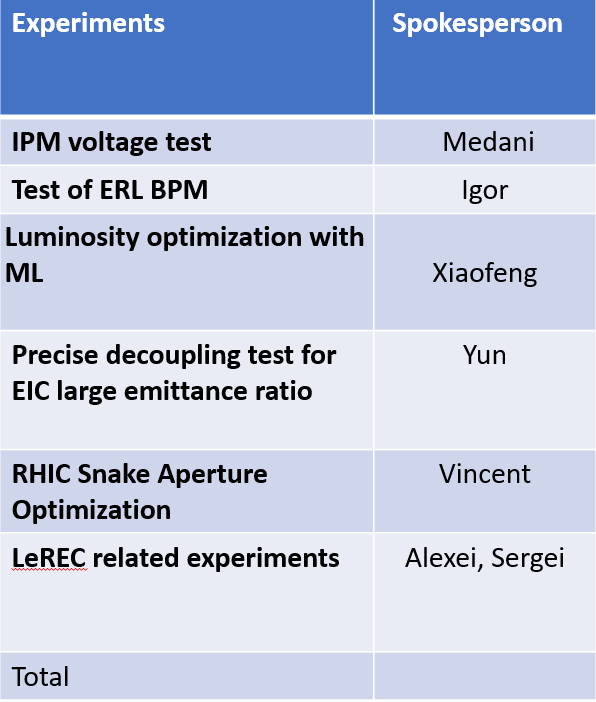 Experiments Spokesperson
IPM voltage test Medani
Test of ERL BPM Igor
Luminosity optimization with
ML Xiaofeng
Precise decoupling test for Yun
EIC large emittance ratio
RHIC Snake Aperture Vincent
Optimization
LeREC related experiments Alexei, Sergei
Total